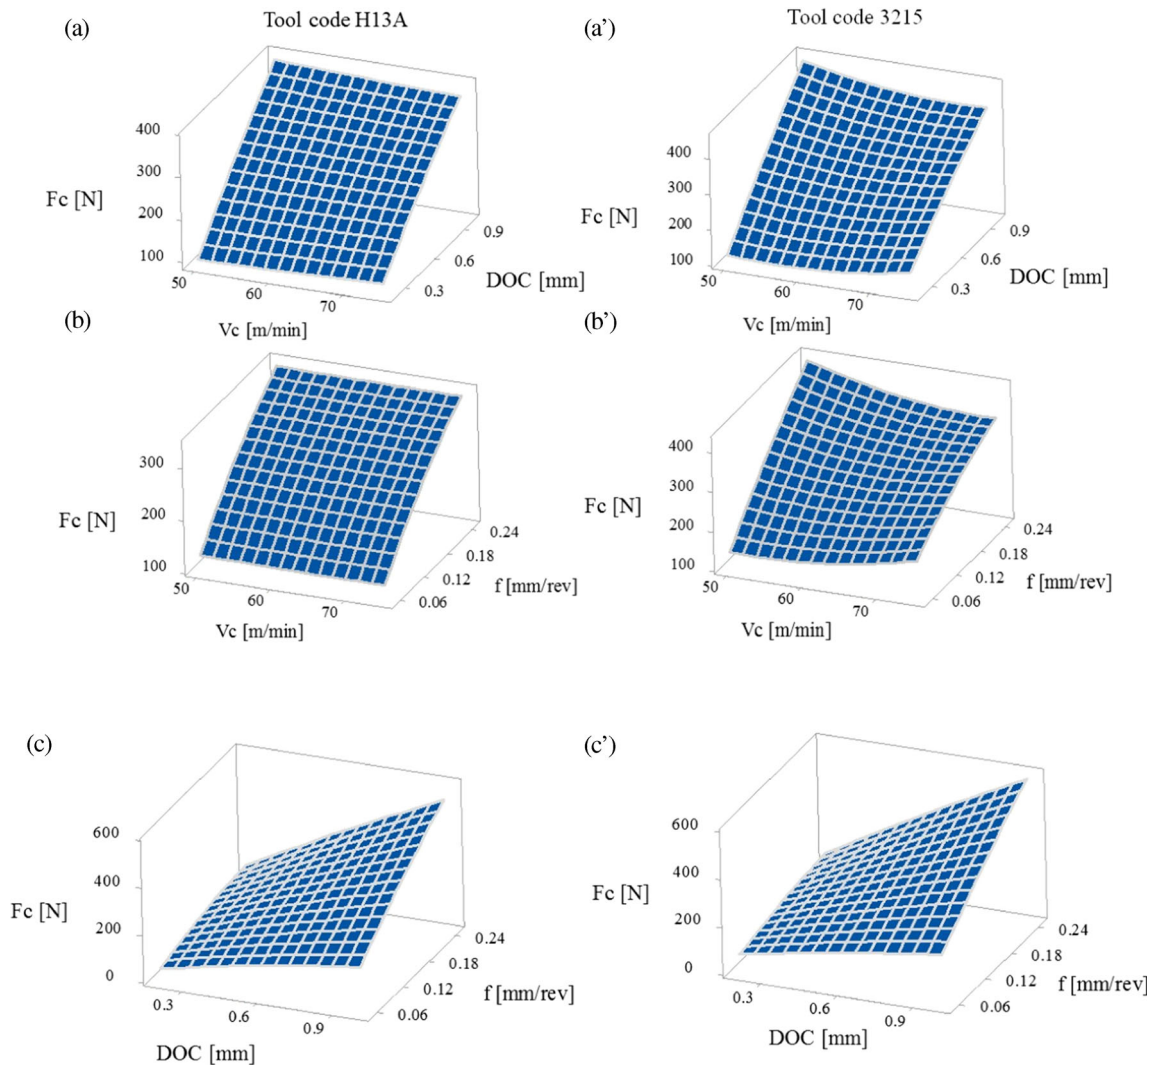 (a)
Tool code H13A
400
300
Fc [N]
200
100
50
60
70
Vc [m/min]
0.3
0.6
0.9
DOC [mm]
(a’)
Tool code 3215
400
300
Fc [N]
200
100
50
60
70
Vc [m/min]
0.3
0.6
0.9
DOC [mm]
(b)
300
Fc [N]
200
100
50
60
70
Vc [m/min]
0.06
0.12
0.18
0.24
f [mm/rev]
(b’)
400
300
Fc [N]
200
100
50
60
70
Vc [m/min]
0.06
0.12
0.18
0.24
f [mm/rev]
(c)
600
400
Fc [N]
200
0
0.3
0.6
0.9
DOC [mm]
0.06
0.12
0.18
0.24
f [mm/rev]
(c’)
600
400
Fc [N]
200
0
0.3
0.6
0.9
DOC [mm]
0.06
0.12
0.18
0.24
f [mm/rev]